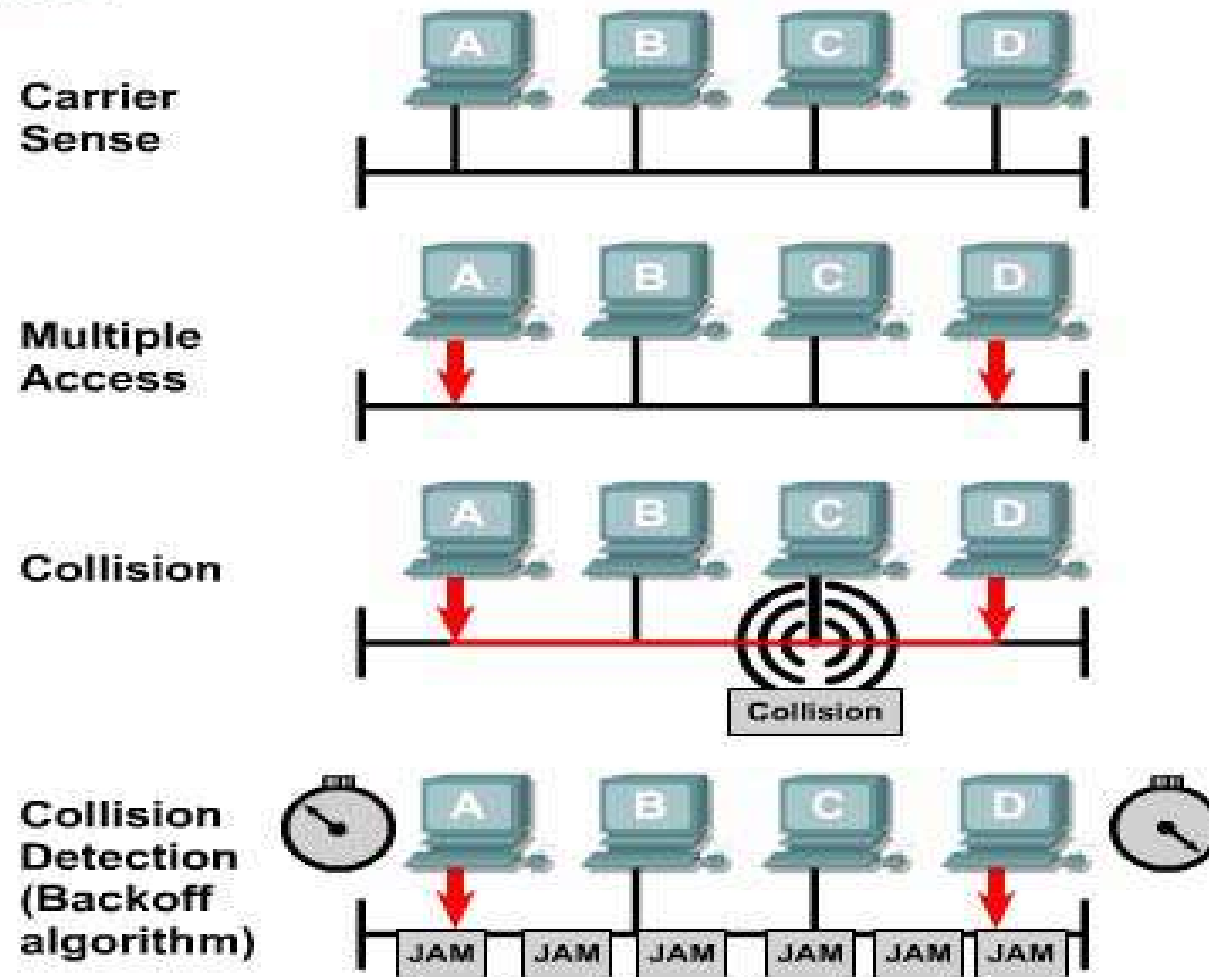 Carrier
Sense
A B C D
Multiple
Access
A B C D
Collision
A B C D
Collision
Collision
Detection
(Backoff
algorithm)
A B C D
JAM JAM JAM JAM JAM JAM